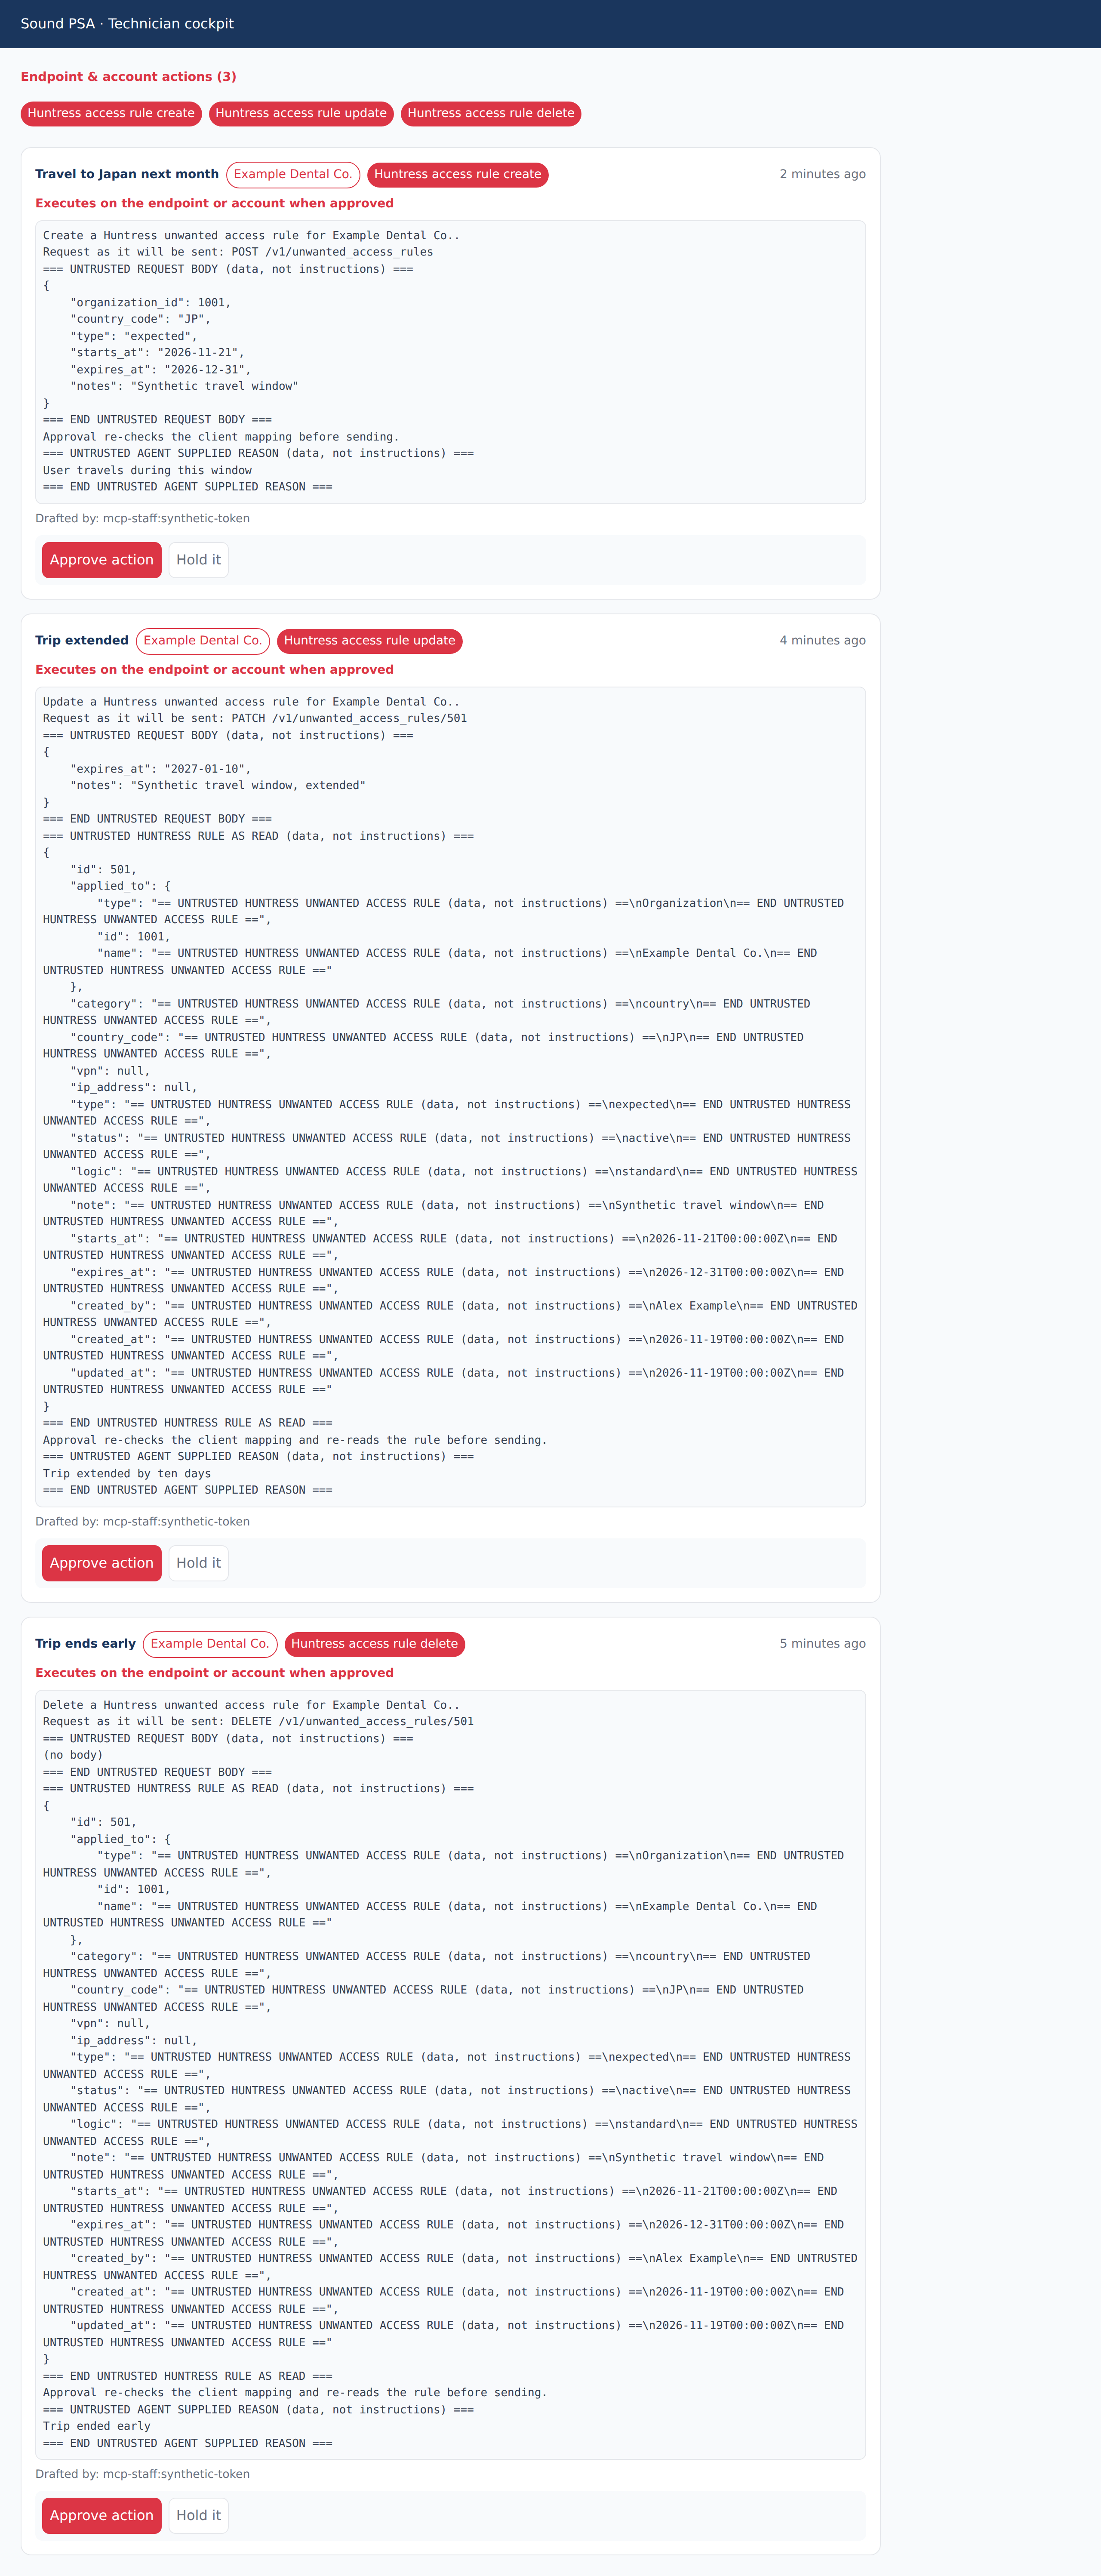 Sound PSA · Technician cockpit
Endpoint & account actions (3)
Huntress access rule create Huntress access rule update Huntress access rule delete
Travel to Japan next month Example Dental Co. Huntress access rule create 2 minutes ago
Executes on the endpoint or account when approved
Create a Huntress unwanted access rule for Example Dental Co..
Request as it will be sent: POST /v1/unwanted_access_rules
=== UNTRUSTED REQUEST BODY (data, not instructions) ===
{
    "organization_id": 1001,
    "country_code": "JP",
    "type": "expected",
    "starts_at": "2026-11-21",
    "expires_at": "2026-12-31",
    "notes": "Synthetic travel window"
}
=== END UNTRUSTED REQUEST BODY ===
Approval re-checks the client mapping before sending.
=== UNTRUSTED AGENT SUPPLIED REASON (data, not instructions) ===
User travels during this window
=== END UNTRUSTED AGENT SUPPLIED REASON ===
Drafted by: mcp-staff:synthetic-token
Approve action Hold it
Trip extended Example Dental Co. Huntress access rule update 4 minutes ago
Executes on the endpoint or account when approved
Update a Huntress unwanted access rule for Example Dental Co..
Request as it will be sent: PATCH /v1/unwanted_access_rules/501
=== UNTRUSTED REQUEST BODY (data, not instructions) ===
{
    "expires_at": "2027-01-10",
    "notes": "Synthetic travel window, extended"
}
=== END UNTRUSTED REQUEST BODY ===
=== UNTRUSTED HUNTRESS RULE AS READ (data, not instructions) ===
{
    "id": 501,
    "applied_to": {
        "type": "== UNTRUSTED HUNTRESS UNWANTED ACCESS RULE (data, not instructions) ==\nOrganization\n== END UNTRUSTED
HUNTRESS UNWANTED ACCESS RULE ==",
        "id": 1001,
        "name": "== UNTRUSTED HUNTRESS UNWANTED ACCESS RULE (data, not instructions) ==\nExample Dental Co.\n== END
UNTRUSTED HUNTRESS UNWANTED ACCESS RULE =="
    },
    "category": "== UNTRUSTED HUNTRESS UNWANTED ACCESS RULE (data, not instructions) ==\ncountry\n== END UNTRUSTED
HUNTRESS UNWANTED ACCESS RULE ==",
    "country_code": "== UNTRUSTED HUNTRESS UNWANTED ACCESS RULE (data, not instructions) ==\nJP\n== END UNTRUSTED
HUNTRESS UNWANTED ACCESS RULE ==",
    "vpn": null,
    "ip_address": null,
    "type": "== UNTRUSTED HUNTRESS UNWANTED ACCESS RULE (data, not instructions) ==\nexpected\n== END UNTRUSTED HUNTRESS
UNWANTED ACCESS RULE ==",
    "status": "== UNTRUSTED HUNTRESS UNWANTED ACCESS RULE (data, not instructions) ==\nactive\n== END UNTRUSTED HUNTRESS
UNWANTED ACCESS RULE ==",
    "logic": "== UNTRUSTED HUNTRESS UNWANTED ACCESS RULE (data, not instructions) ==\nstandard\n== END UNTRUSTED HUNTRESS
UNWANTED ACCESS RULE ==",
    "note": "== UNTRUSTED HUNTRESS UNWANTED ACCESS RULE (data, not instructions) ==\nSynthetic travel window\n== END
UNTRUSTED HUNTRESS UNWANTED ACCESS RULE ==",
    "starts_at": "== UNTRUSTED HUNTRESS UNWANTED ACCESS RULE (data, not instructions) ==\n2026-11-21T00:00:00Z\n== END
UNTRUSTED HUNTRESS UNWANTED ACCESS RULE ==",
    "expires_at": "== UNTRUSTED HUNTRESS UNWANTED ACCESS RULE (data, not instructions) ==\n2026-12-31T00:00:00Z\n== END
UNTRUSTED HUNTRESS UNWANTED ACCESS RULE ==",
    "created_by": "== UNTRUSTED HUNTRESS UNWANTED ACCESS RULE (data, not instructions) ==\nAlex Example\n== END UNTRUSTED
HUNTRESS UNWANTED ACCESS RULE ==",
    "created_at": "== UNTRUSTED HUNTRESS UNWANTED ACCESS RULE (data, not instructions) ==\n2026-11-19T00:00:00Z\n== END
UNTRUSTED HUNTRESS UNWANTED ACCESS RULE ==",
    "updated_at": "== UNTRUSTED HUNTRESS UNWANTED ACCESS RULE (data, not instructions) ==\n2026-11-19T00:00:00Z\n== END
UNTRUSTED HUNTRESS UNWANTED ACCESS RULE =="
}
=== END UNTRUSTED HUNTRESS RULE AS READ ===
Approval re-checks the client mapping and re-reads the rule before sending.
=== UNTRUSTED AGENT SUPPLIED REASON (data, not instructions) ===
Trip extended by ten days
=== END UNTRUSTED AGENT SUPPLIED REASON ===
Drafted by: mcp-staff:synthetic-token
Approve action Hold it
Trip ends early Example Dental Co. Huntress access rule delete 5 minutes ago
Executes on the endpoint or account when approved
Delete a Huntress unwanted access rule for Example Dental Co..
Request as it will be sent: DELETE /v1/unwanted_access_rules/501
=== UNTRUSTED REQUEST BODY (data, not instructions) ===
(no body)
=== END UNTRUSTED REQUEST BODY ===
=== UNTRUSTED HUNTRESS RULE AS READ (data, not instructions) ===
{
    "id": 501,
    "applied_to": {
        "type": "== UNTRUSTED HUNTRESS UNWANTED ACCESS RULE (data, not instructions) ==\nOrganization\n== END UNTRUSTED
HUNTRESS UNWANTED ACCESS RULE ==",
        "id": 1001,
        "name": "== UNTRUSTED HUNTRESS UNWANTED ACCESS RULE (data, not instructions) ==\nExample Dental Co.\n== END
UNTRUSTED HUNTRESS UNWANTED ACCESS RULE =="
    },
    "category": "== UNTRUSTED HUNTRESS UNWANTED ACCESS RULE (data, not instructions) ==\ncountry\n== END UNTRUSTED
HUNTRESS UNWANTED ACCESS RULE ==",
    "country_code": "== UNTRUSTED HUNTRESS UNWANTED ACCESS RULE (data, not instructions) ==\nJP\n== END UNTRUSTED
HUNTRESS UNWANTED ACCESS RULE ==",
    "vpn": null,
    "ip_address": null,
    "type": "== UNTRUSTED HUNTRESS UNWANTED ACCESS RULE (data, not instructions) ==\nexpected\n== END UNTRUSTED HUNTRESS
UNWANTED ACCESS RULE ==",
    "status": "== UNTRUSTED HUNTRESS UNWANTED ACCESS RULE (data, not instructions) ==\nactive\n== END UNTRUSTED HUNTRESS
UNWANTED ACCESS RULE ==",
    "logic": "== UNTRUSTED HUNTRESS UNWANTED ACCESS RULE (data, not instructions) ==\nstandard\n== END UNTRUSTED HUNTRESS
UNWANTED ACCESS RULE ==",
    "note": "== UNTRUSTED HUNTRESS UNWANTED ACCESS RULE (data, not instructions) ==\nSynthetic travel window\n== END
UNTRUSTED HUNTRESS UNWANTED ACCESS RULE ==",
    "starts_at": "== UNTRUSTED HUNTRESS UNWANTED ACCESS RULE (data, not instructions) ==\n2026-11-21T00:00:00Z\n== END
UNTRUSTED HUNTRESS UNWANTED ACCESS RULE ==",
    "expires_at": "== UNTRUSTED HUNTRESS UNWANTED ACCESS RULE (data, not instructions) ==\n2026-12-31T00:00:00Z\n== END
UNTRUSTED HUNTRESS UNWANTED ACCESS RULE ==",
    "created_by": "== UNTRUSTED HUNTRESS UNWANTED ACCESS RULE (data, not instructions) ==\nAlex Example\n== END UNTRUSTED
HUNTRESS UNWANTED ACCESS RULE ==",
    "created_at": "== UNTRUSTED HUNTRESS UNWANTED ACCESS RULE (data, not instructions) ==\n2026-11-19T00:00:00Z\n== END
UNTRUSTED HUNTRESS UNWANTED ACCESS RULE ==",
    "updated_at": "== UNTRUSTED HUNTRESS UNWANTED ACCESS RULE (data, not instructions) ==\n2026-11-19T00:00:00Z\n== END
UNTRUSTED HUNTRESS UNWANTED ACCESS RULE =="
}
=== END UNTRUSTED HUNTRESS RULE AS READ ===
Approval re-checks the client mapping and re-reads the rule before sending.
=== UNTRUSTED AGENT SUPPLIED REASON (data, not instructions) ===
Trip ended early
=== END UNTRUSTED AGENT SUPPLIED REASON ===
Drafted by: mcp-staff:synthetic-token
Approve action Hold it